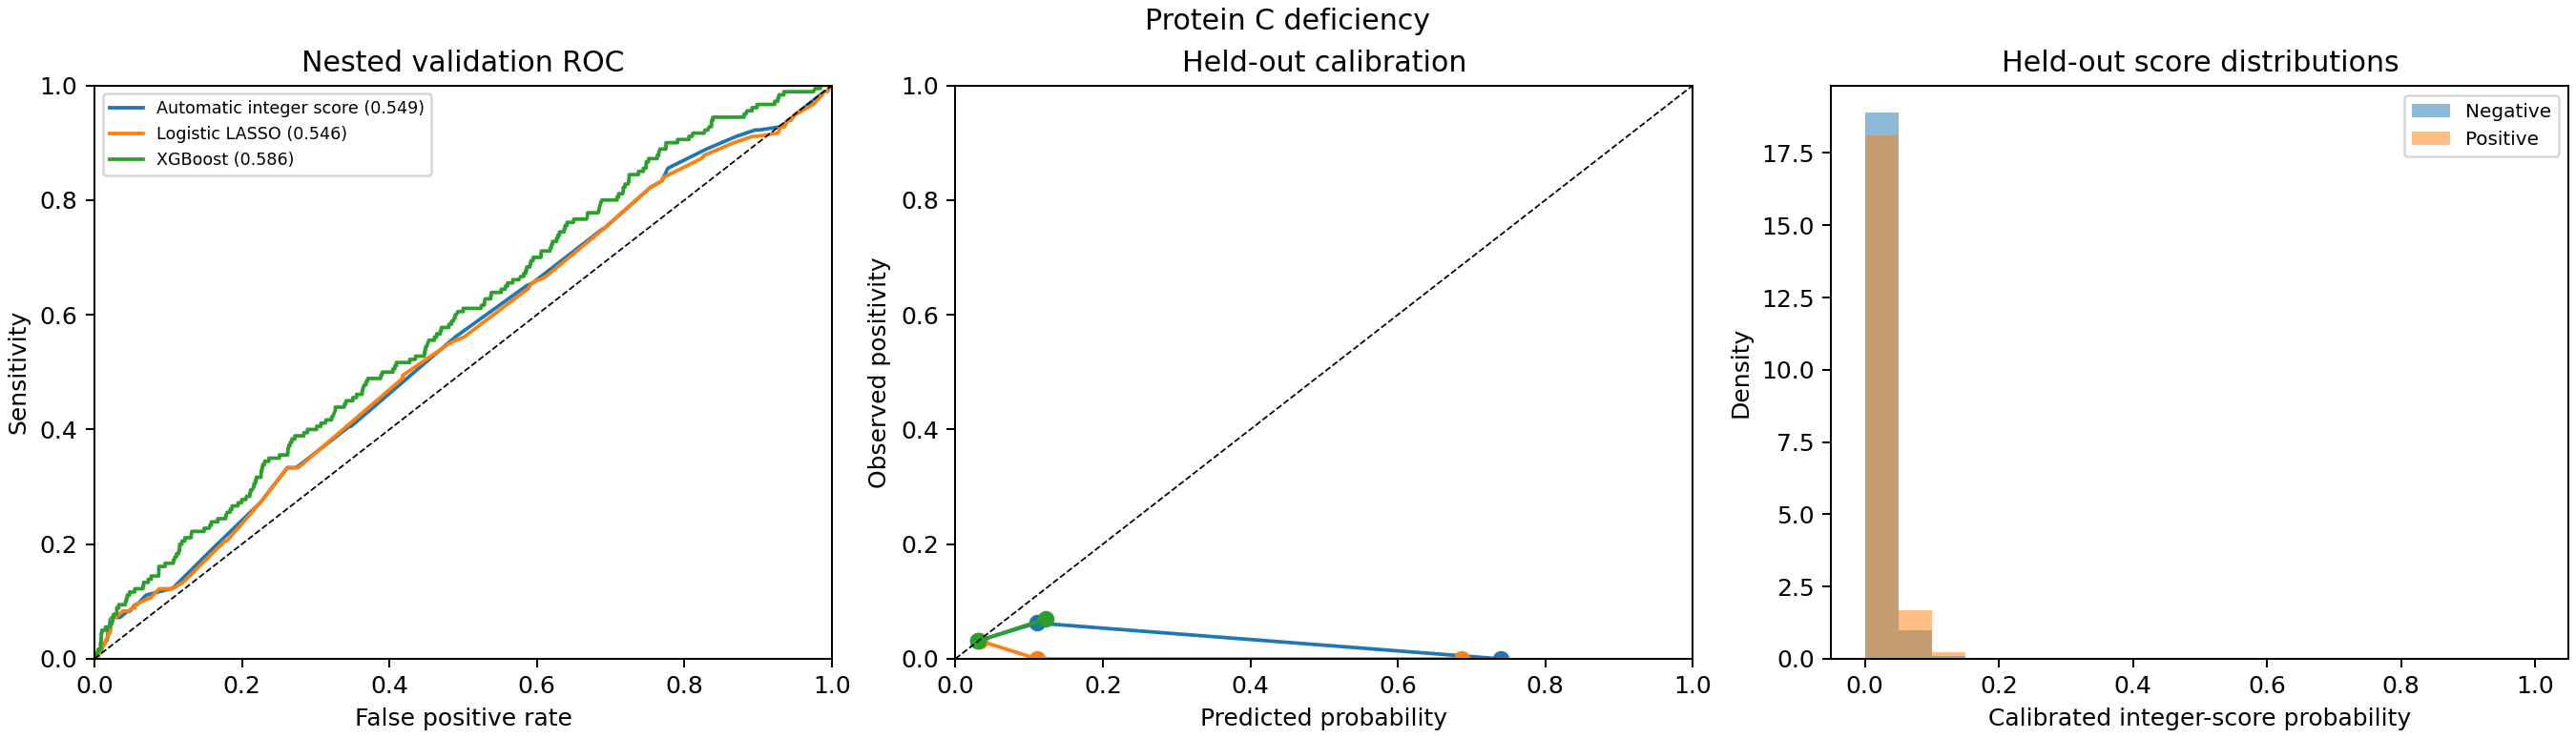 Protein C deficiency
Nested validation ROC
Automatic integer score (0.549)
Logistic LASSO (0.546)
XGBoost (0.586)
Sensitivity
1.0
0.8
0.6
0.4
0.2
0.0
0.0 0.2 0.4 0.6 0.8 1.0
False positive rate
Held-out calibration
Observed positivity
1.0
0.8
0.6
0.4
0.2
0.0
0.0 0.2 0.4 0.6 0.8 1.0
Predicted probability
Held-out score distributions
Negative
Positive
Density
17.5
15.0
12.5
10.0
7.5
5.0
2.5
0.0
0.0 0.2 0.4 0.6 0.8 1.0
Calibrated integer-score probability